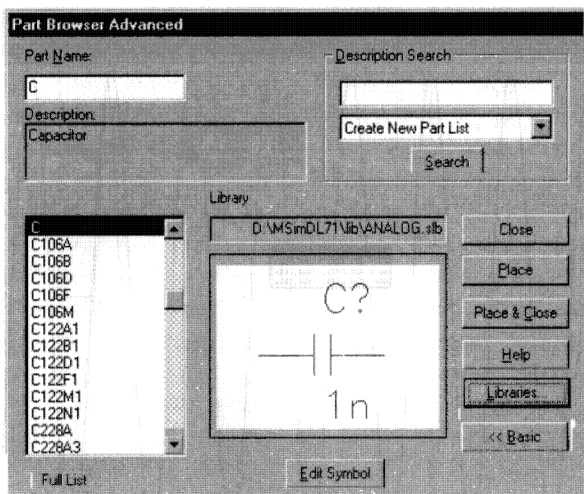 Part Browser Advanced
Part Name:
C
Description:
Capacitor
Description Search
Create New Part List
Search
Library
D:\MSimDL71\lib\ANALOG.slb
C
C106A
C106B
C106D
C106F
C106M
C122A1
C122B1
C122D1
C122F1
C122M1
C122N1
C228A
C228A3
Full List
C?
1n
Edit Symbol
Close
Place
Place & Close
Help
Libraries...
<< Basic